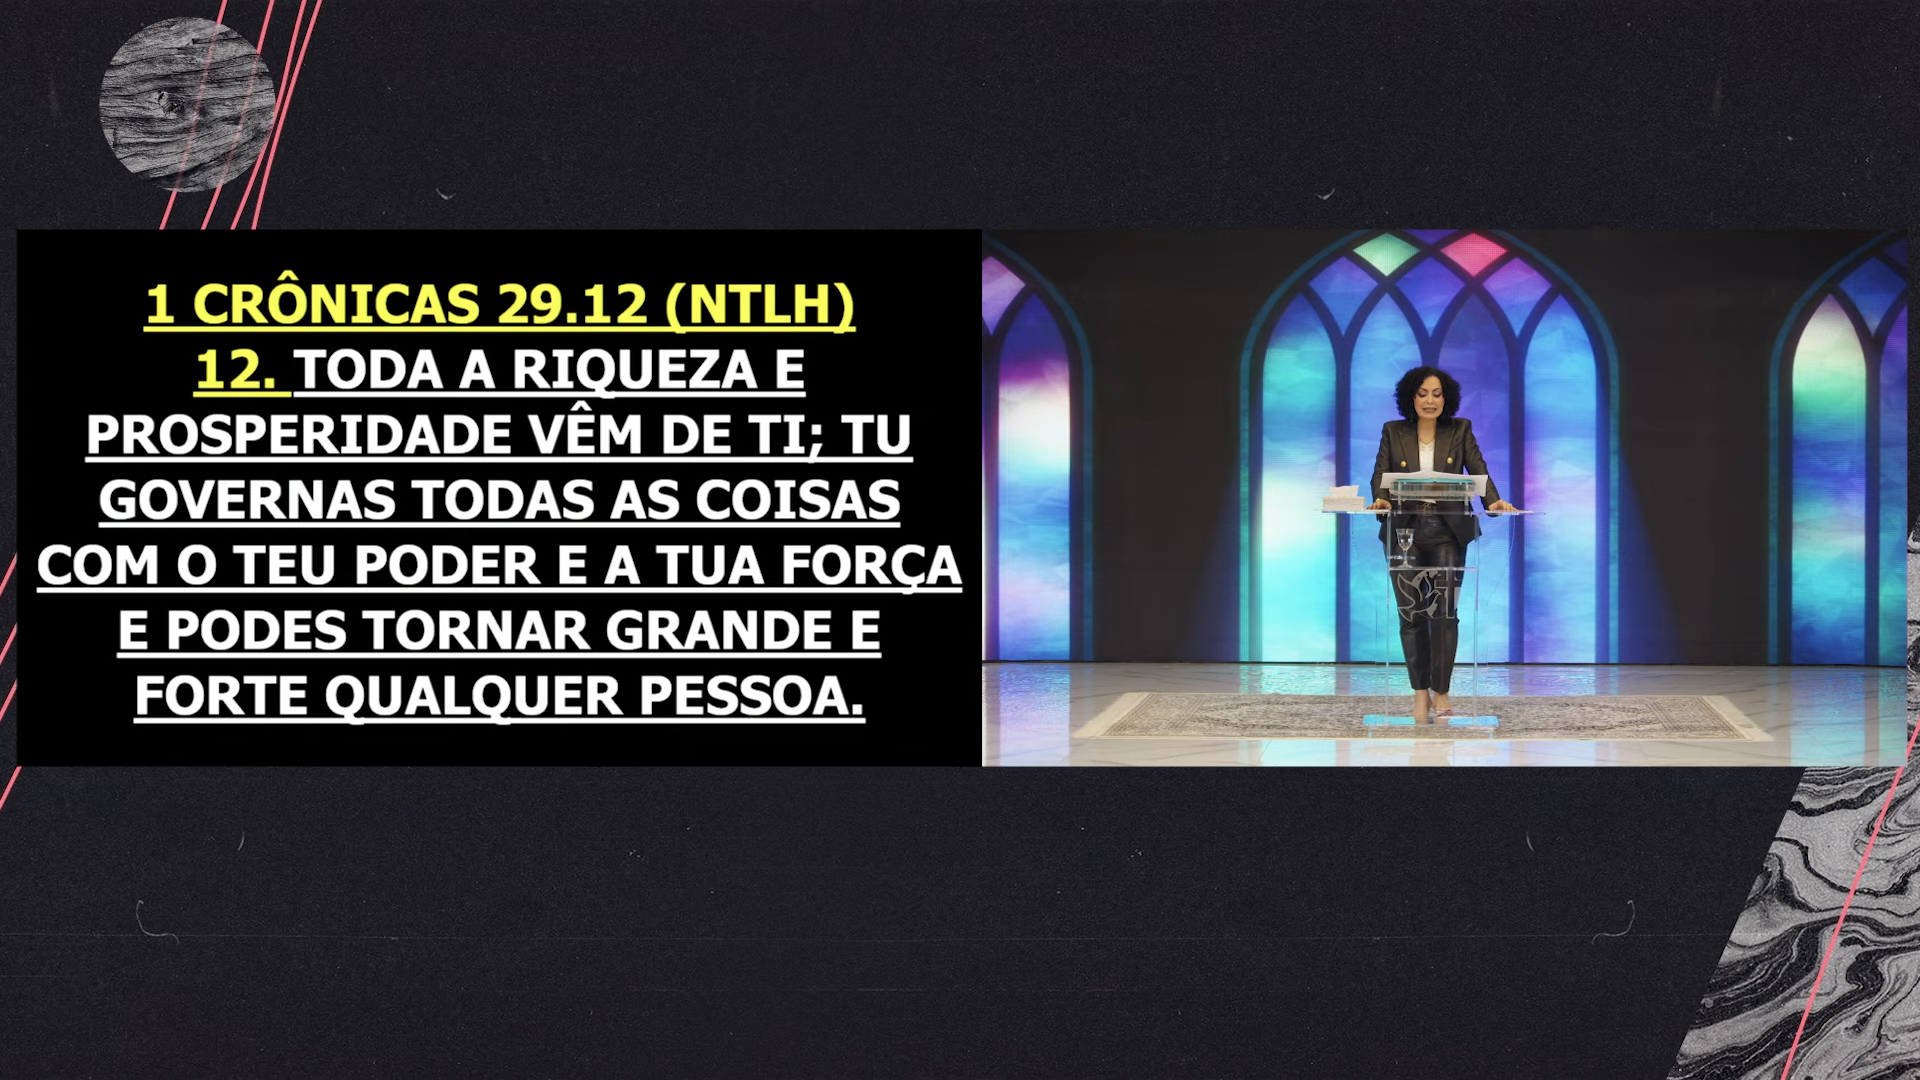 1 CRÔNICAS 29.12 (NTLH)
12. TODA A RIQUEZA E
PROSPERIDADE VÊM DE TI; TU
GOVERNAS TODAS AS COISAS
COM O TEU PODER E A TUA FORÇA
E PODES TORNAR GRANDE E
FORTE QUALQUER PESSOA.